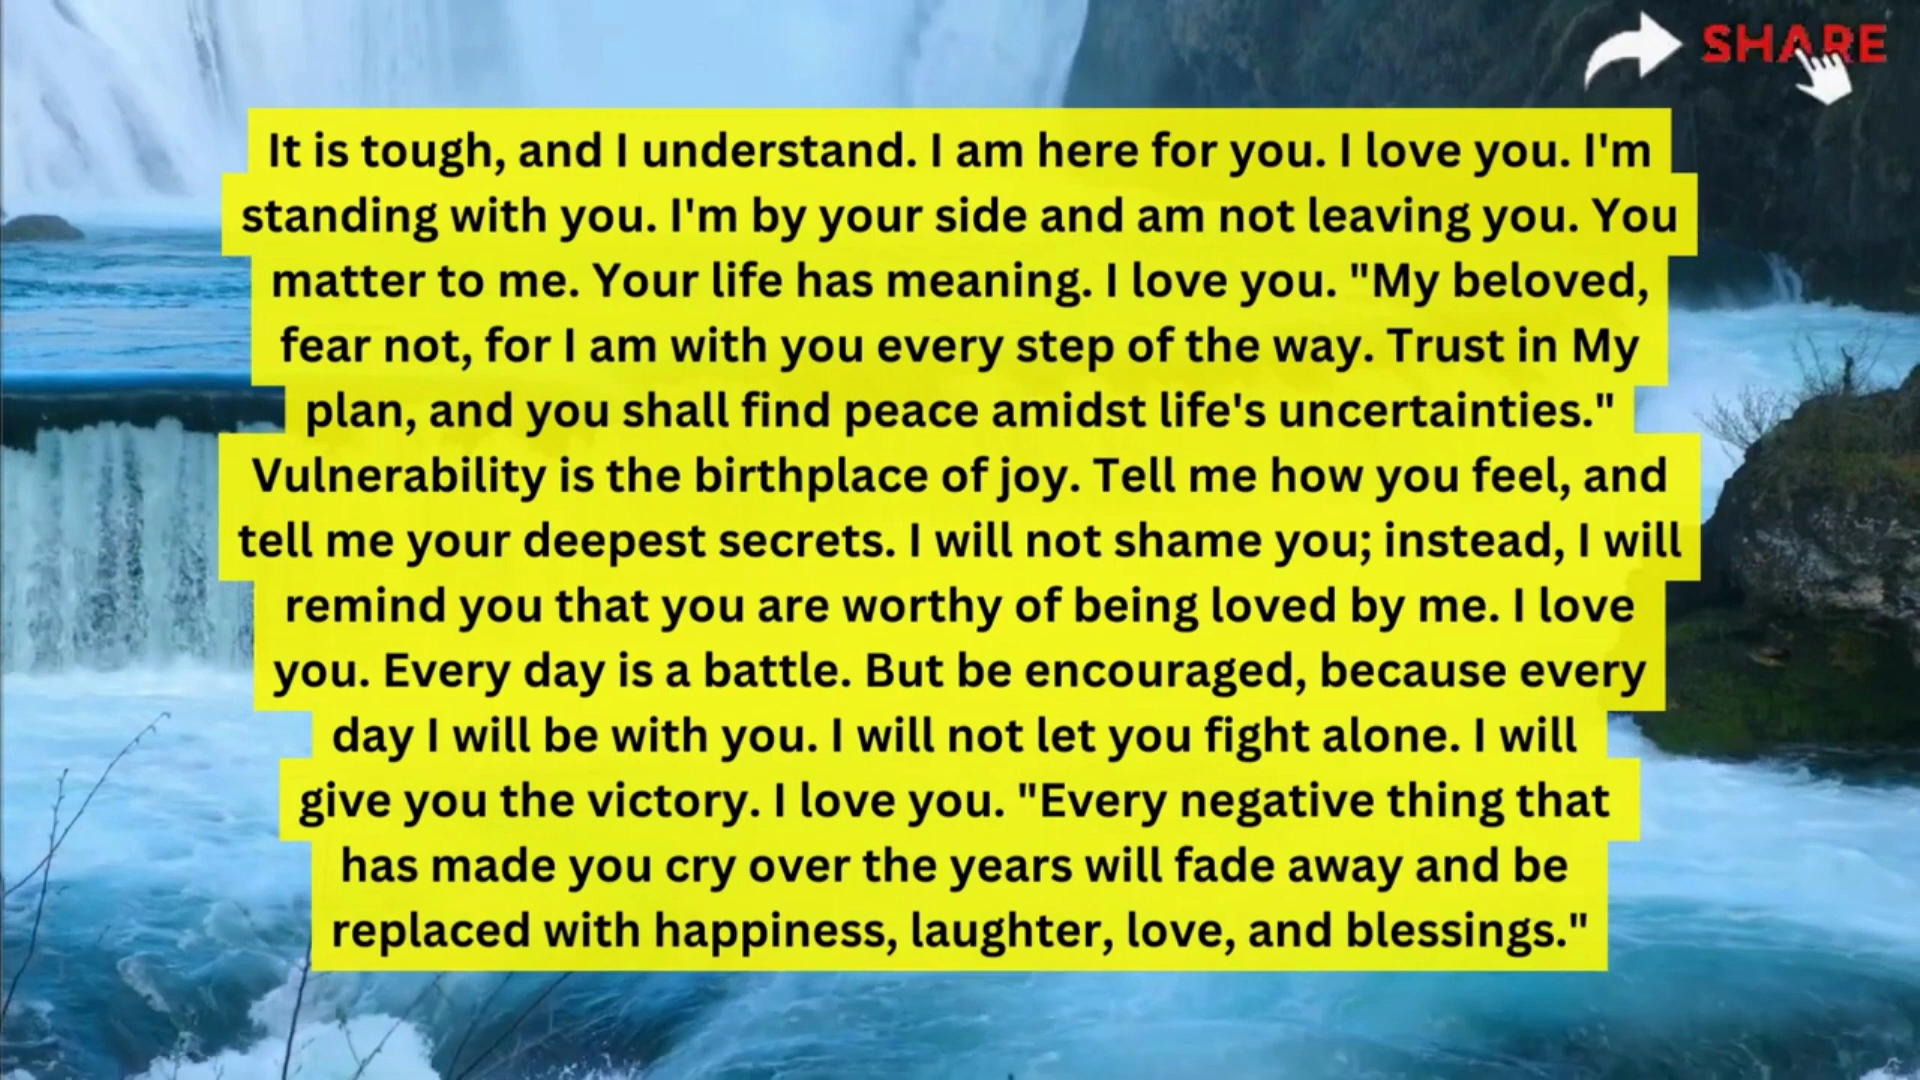 SHARE
It is tough, and I understand. I am here for you. I love you. I'm
standing with you. I'm by your side and am not leaving you. You
matter to me. Your life has meaning. I love you. "My beloved,
fear not, for I am with you every step of the way. Trust in My
plan, and you shall find peace amidst life's uncertainties."
Vulnerability is the birthplace of joy. Tell me how you feel, and
tell me your deepest secrets. I will not shame you; instead, I will
remind you that you are worthy of being loved by me. I love
you. Every day is a battle. But be encouraged, because every
day I will be with you. I will not let you fight alone. I will
give you the victory. I love you. "Every negative thing that
has made you cry over the years will fade away and be
replaced with happiness, laughter, love, and blessings."